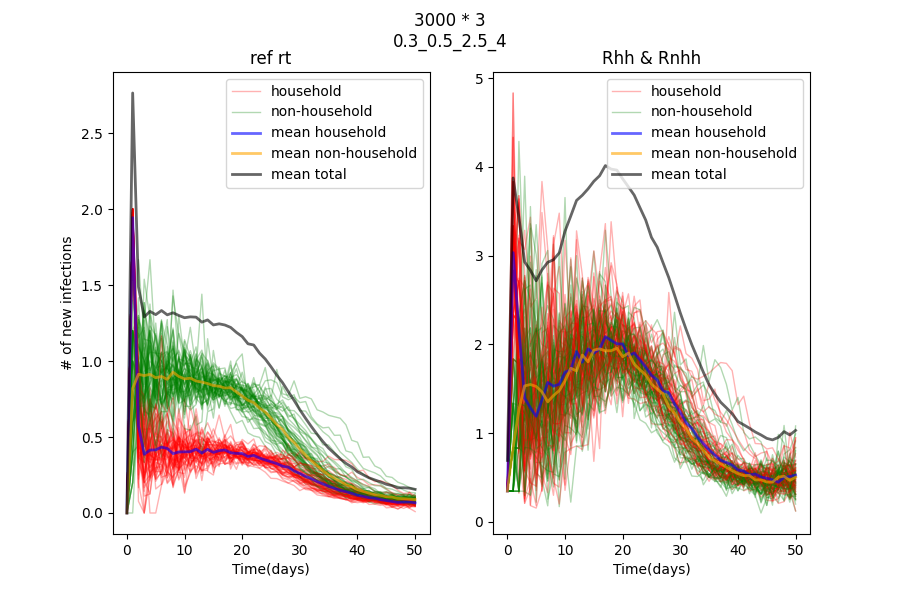 3000 * 3
0.3_0.5_2.5_4
ref rt
household
non-household
mean household
mean non-household
mean total
# of new infections
2.5
2.0
1.5
1.0
0.5
0.0
0 10 20 30 40 50
Time(days)
Rhh & Rnhh
household
non-household
mean household
mean non-household
mean total
5
4
3
2
1
0
0 10 20 30 40 50
Time(days)